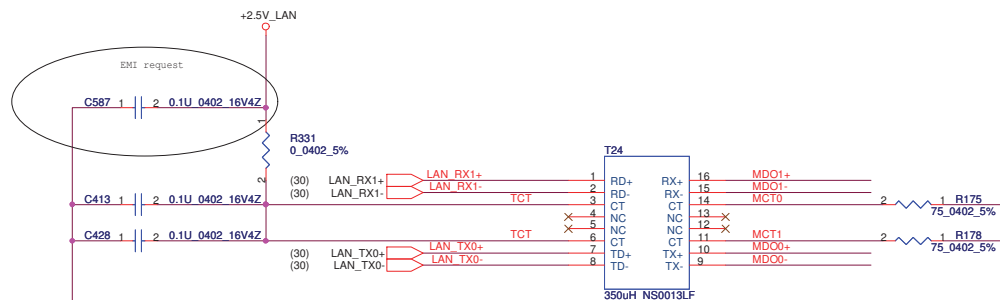 +2.5V_LAN
EMI request
C587 1 2 0.1U_0402_16V4Z
1
R331
0_0402_5%
2
T24
(30) LAN_RX1+ LAN_RX1+ 1 RD+ RX+ 16 MDO1+
(30) LAN_RX1- LAN_RX1- 2 RD- RX- 15 MDO1-
C413 1 2 0.1U_0402_16V4Z TCT 3 CT CT 14 MCT0 2 1 R175
75_0402_5%
4 NC NC 13
5 NC NC 12
C428 1 2 0.1U_0402_16V4Z TCT 6 CT CT 11 MCT1 2 1 R178
75_0402_5%
(30) LAN_TX0+ LAN_TX0+ 7 TD+ TX+ 10 MDO0+
(30) LAN_TX0- LAN_TX0- 8 TD- TX- 9 MDO0-
350uH_NS0013LF